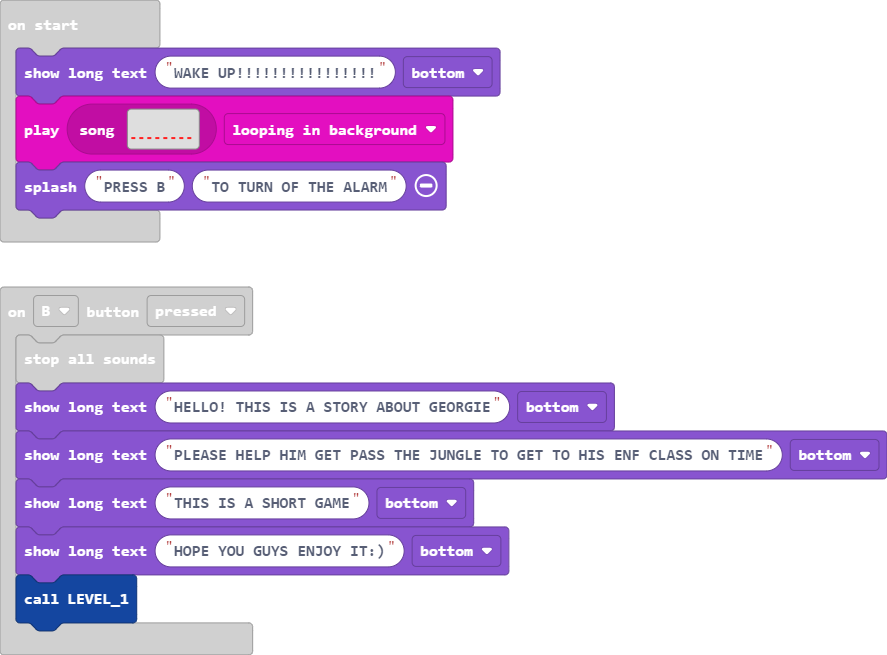 on start
show long text "WAKE UP!!!!!!!!!!!!!!!!" bottom
play song looping in background
splash "PRESS B" "TO TURN OF THE ALARM"
on B button pressed
stop all sounds
show long text "HELLO! THIS IS A STORY ABOUT GEORGIE" bottom
show long text "PLEASE HELP HIM GET PASS THE JUNGLE TO GET TO HIS ENF CLASS ON TIME" bottom
show long text "THIS IS A SHORT GAME" bottom
show long text "HOPE YOU GUYS ENJOY IT:)" bottom
call LEVEL_1